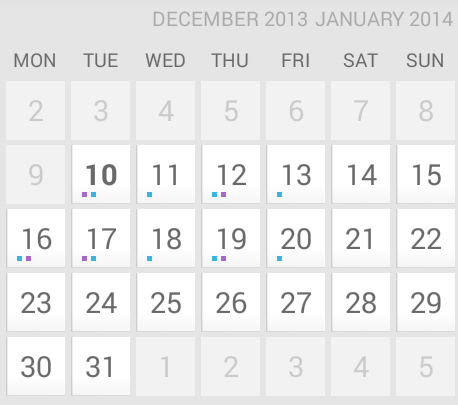 DECEMBER 2013 JANUARY 2014
MON TUE WED THU FRI SAT SUN
2 3 4 5 6 7 8
9 10 11 12 13 14 15
16 17 18 19 20 21 22
23 24 25 26 27 28 29
30 31 1 2 3 4 5